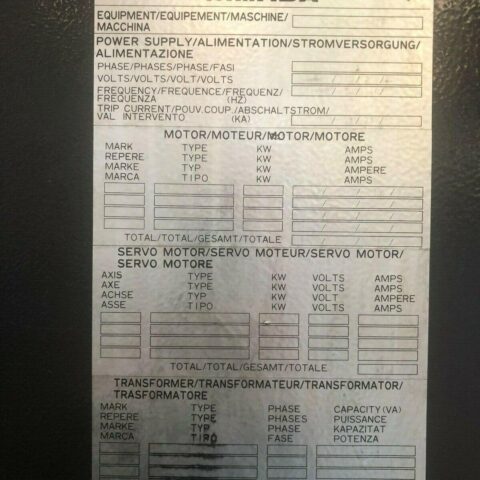 EQUIPMENT/EQUIPEMENT/MASCHINE/
MACCHINA
POWER SUPPLY/ALIMENTATION/STROMVERSORGUNG/
ALIMENTAZIONE
PHASE/PHASES/PHASE/FASI
VOLTS/VOLTS/VOLT/VOLTS
FREQUENCY/FREQUENCE/FREQUENZ/
FREQUENZA (HZ)
TRIP CURRENT/POUV.COUP./ABSCHALTSTROM/
VAL INTERVENTO (KA)
MOTOR/MOTEUR/MOTOR/MOTORE
MARK TYPE KW AMPS
REPERE TYPE KW AMPS
MARKE TYP KW AMPERE
MARCA TIPO KW AMPS
TOTAL/TOTAL/GESAMT/TOTALE
SERVO MOTOR/SERVO MOTEUR/SERVO MOTOR/
SERVO MOTORE
AXIS TYPE KW VOLTS AMPS
AXE TYPE KW VOLTS AMPS
ACHSE TYP KW VOLT AMPERE
ASSE TIPO KW VOLTS AMPS
TOTAL/TOTAL/GESAMT/TOTALE
TRANSFORMER/TRANSFORMATEUR/TRANSFORMATOR/
TRASFORMATORE
MARK TYPE PHASE CAPACITY(VA)
REPERE TYPE PHASES PUISSANCE
MARKE TYP PHASE KAPAZITAT
MARCA TIPO FASE POTENZA